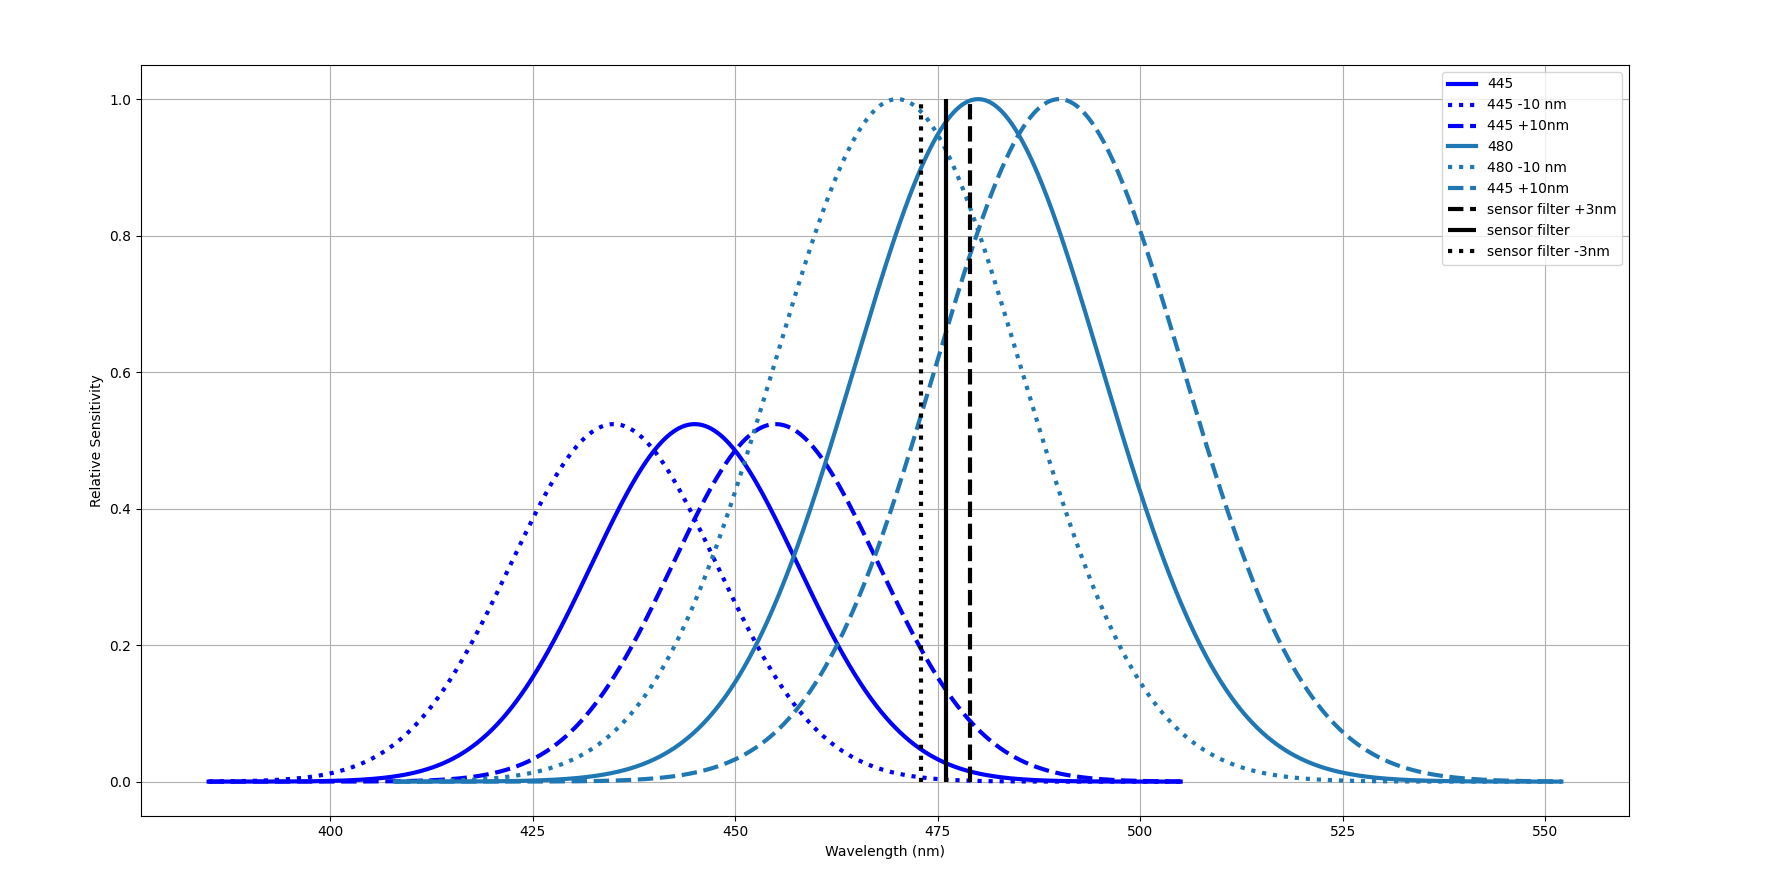 445
445 -10 nm
445 +10nm
480
480 -10 nm
445 +10nm
sensor filter +3nm
sensor filter
sensor filter -3nm
1.0
0.8
0.6
0.4
0.2
0.0
Relative Sensitivity
400 425 450 475 500 525 550
Wavelength (nm)